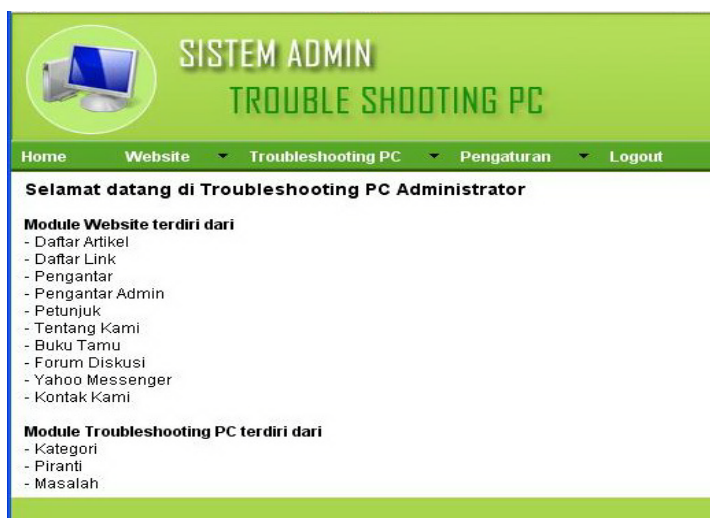 SISTEM ADMIN
TROUBLE SHOOTING PC
Home Website Troubleshooting PC Pengaturan Logout
Selamat datang di Troubleshooting PC Administrator
Module Website terdiri dari
- Daftar Artikel
- Daftar Link
- Pengantar
- Pengantar Admin
- Petunjuk
- Tentang Kami
- Buku Tamu
- Forum Diskusi
- Yahoo Messenger
- Kontak Kami
Module Troubleshooting PC terdiri dari
- Kategori
- Piranti
- Masalah